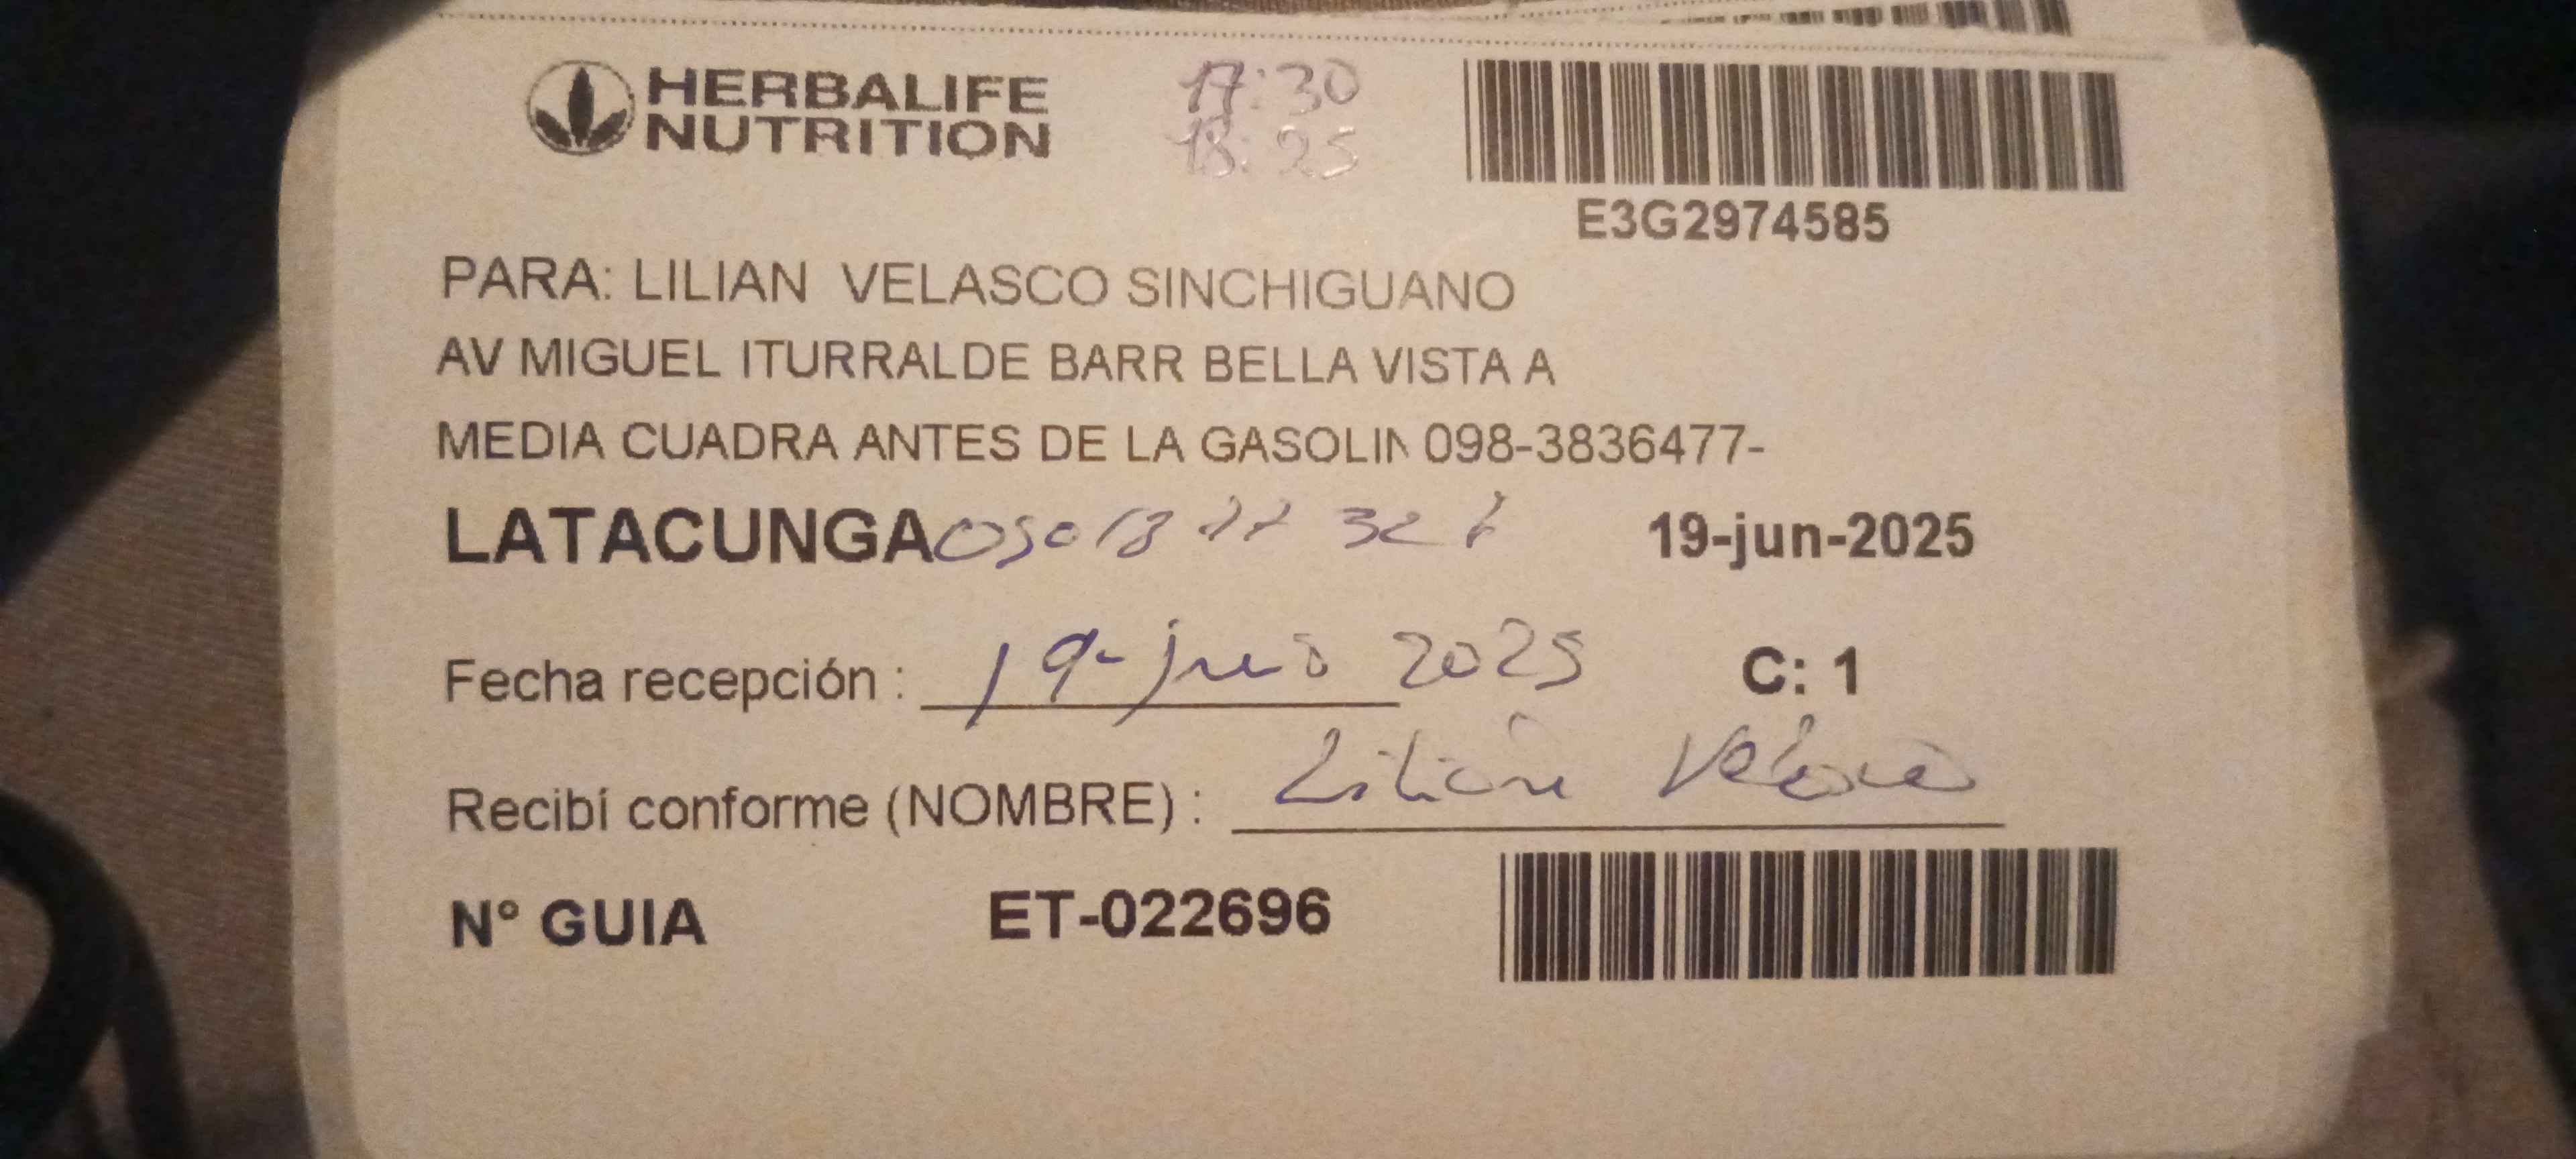 HERBALIFE
NUTRITION
17:30
18:25
E3G2974585
PARA: LILIAN VELASCO SINCHIGUANO
AV MIGUEL ITURRALDE BARR BELLA VISTA A
MEDIA CUADRA ANTES DE LA GASOLIN 098-3836477-
LATACUNGA 19-jun-2025
Fecha recepción : 19-junio 2025 C: 1
Recibí conforme (NOMBRE) : Lilian Velasco
N° GUIA ET-022696